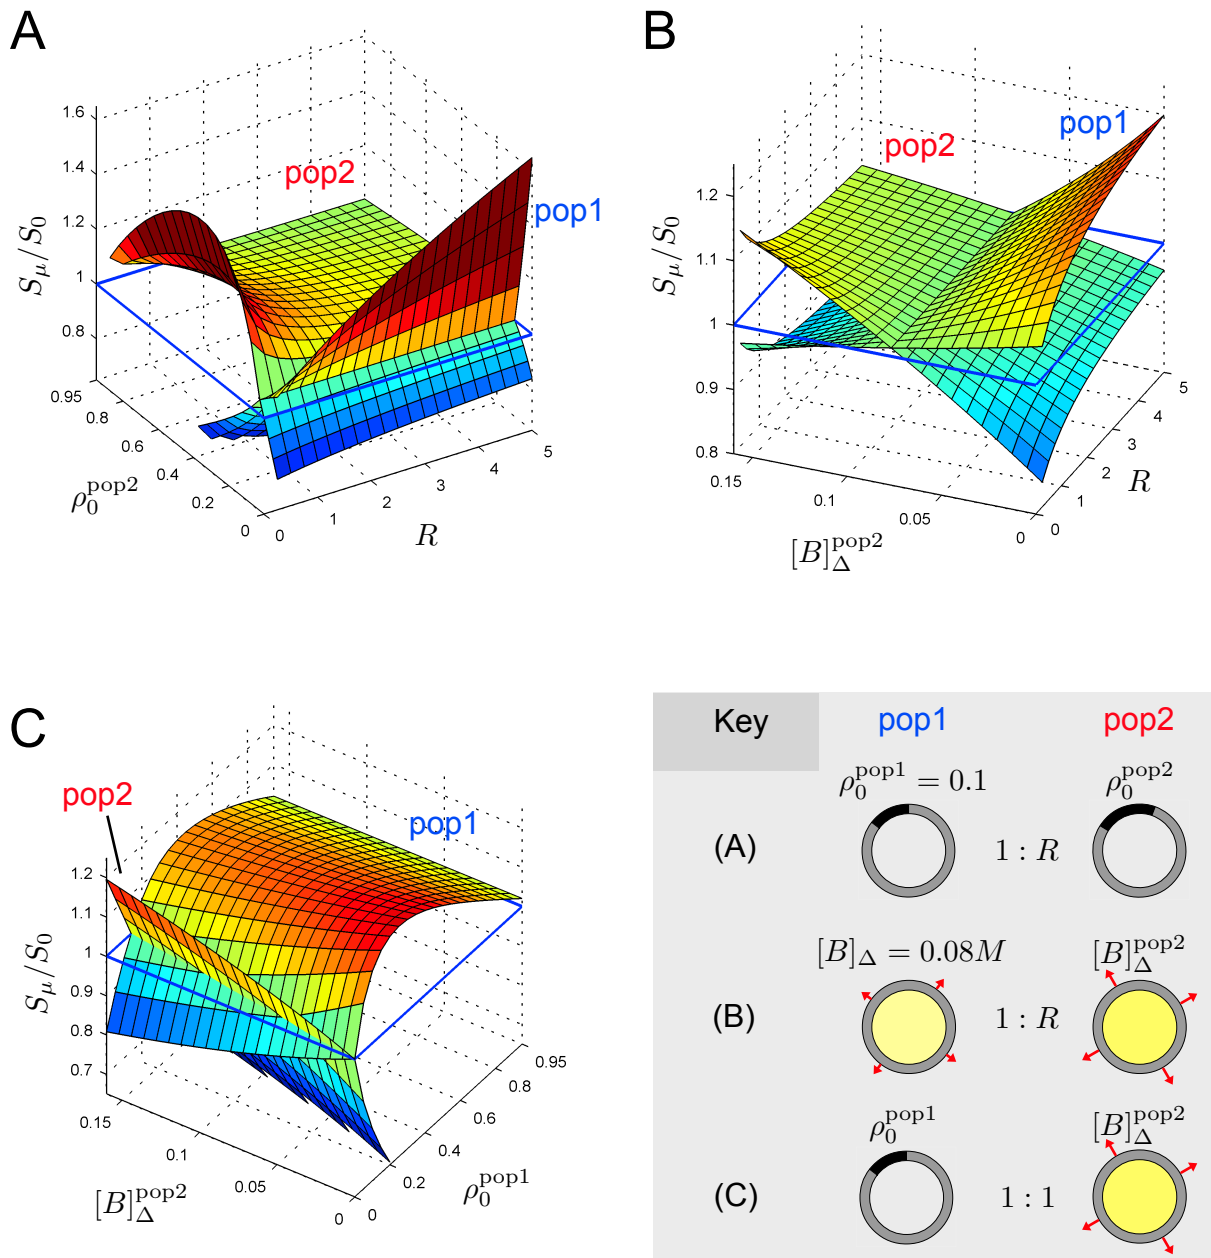 A
pop2
pop1
1.6
1.4
1.2
1
0.8
S_μ/S_0
0.95
0.8
0.6
0.4
0.2
0
ρ_0^pop2
0
1
2
3
4
5
R
B
pop2
pop1
1.2
1.1
1
0.9
0.8
S_μ/S_0
0.15
0.1
0.05
0
[B]_Δ^pop2
0
1
2
3
4
5
R
C
pop2
pop1
1.2
1.1
1
0.9
0.8
0.7
S_μ/S_0
0.15
0.1
0.05
0
[B]_Δ^pop2
0
0.2
0.4
0.6
0.8
0.95
ρ_0^pop1
Key pop1 pop2
ρ_0^pop1 = 0.1 ρ_0^pop2
(A) 1 : R
[B]_Δ = 0.08M [B]_Δ^pop2
(B) 1 : R
ρ_0^pop1 [B]_Δ^pop2
(C) 1 : 1